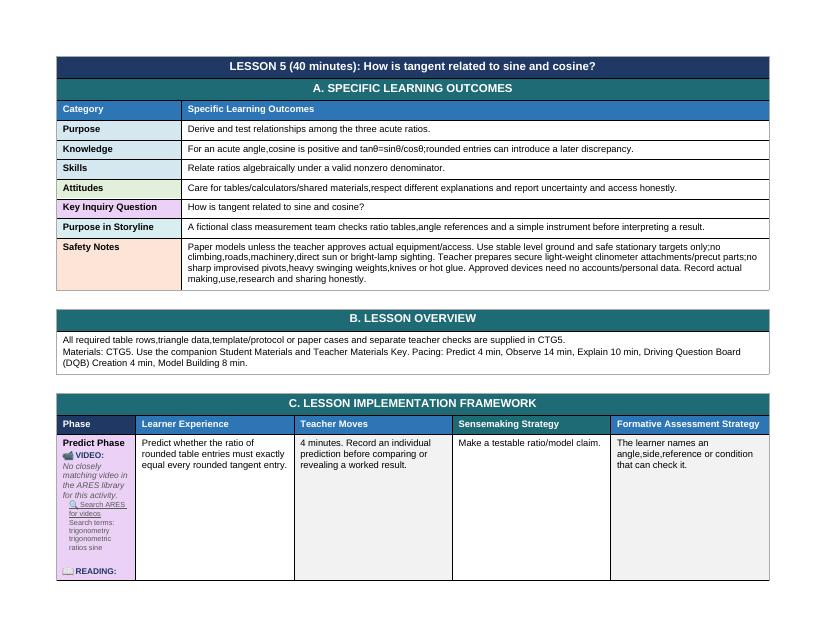 LESSON 5 (40 minutes): How is tangent related to sine and cosine?
A. SPECIFIC LEARNING OUTCOMES
Category
Specific Learning Outcomes
Purpose
Derive and test relationships among the three acute ratios.
Knowledge
For an acute angle,cosine is positive and tanθ=sinθ/cosθ;rounded entries can introduce a later discrepancy.
Skills
Relate ratios algebraically under a valid nonzero denominator.
Attitudes
Care for tables/calculators/shared materials,respect different explanations and report uncertainty and access honestly.
Key Inquiry Question
How is tangent related to sine and cosine?
Purpose in Storyline
A fictional class measurement team checks ratio tables,angle references and a simple instrument before interpreting a result.
Safety Notes
Paper models unless the teacher approves actual equipment/access. Use stable level ground and safe stationary targets only;no
climbing,roads,machinery,direct sun or bright-lamp sighting. Teacher prepares secure light-weight clinometer attachments/precut parts;no
sharp improvised pivots,heavy swinging weights,knives or hot glue. Approved devices need no accounts/personal data. Record actual
making,use,research and sharing honestly.
B. LESSON OVERVIEW
All required table rows,triangle data,template/protocol or paper cases and separate teacher checks are supplied in CTG5.
Materials: CTG5. Use the companion Student Materials and Teacher Materials Key. Pacing: Predict 4 min, Observe 14 min, Explain 10 min, Driving Question Board
(DQB) Creation 4 min, Model Building 8 min.
C. LESSON IMPLEMENTATION FRAMEWORK
Phase
Learner Experience
Teacher Moves
Sensemaking Strategy
Formative Assessment Strategy
Predict Phase
📹 VIDEO:
No closely
matching video in
the ARES library
for this activity.
🔍 Search ARES
for videos
Search terms:
trigonometry
trigonometric
ratios sine
📖 READING:
Predict whether the ratio of
rounded table entries must exactly
equal every rounded tangent entry.
4 minutes. Record an individual
prediction before comparing or
revealing a worked result.
Make a testable ratio/model claim.
The learner names an
angle,side,reference or condition
that can check it.